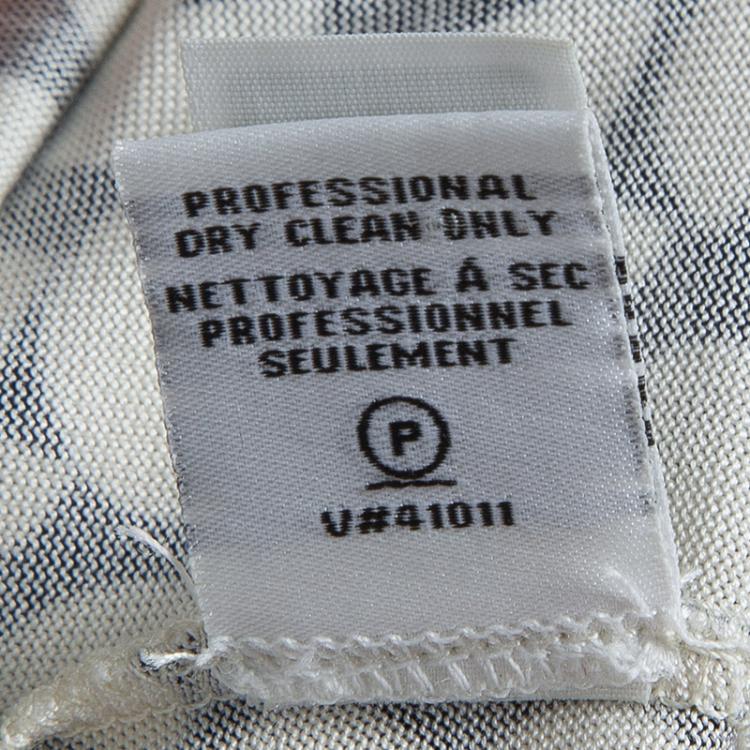 PROFESSIONAL
DRY CLEAN ONLY
NETTOYAGE Á SEC
PROFESSIONNEL
SEULEMENT
P
V#41011